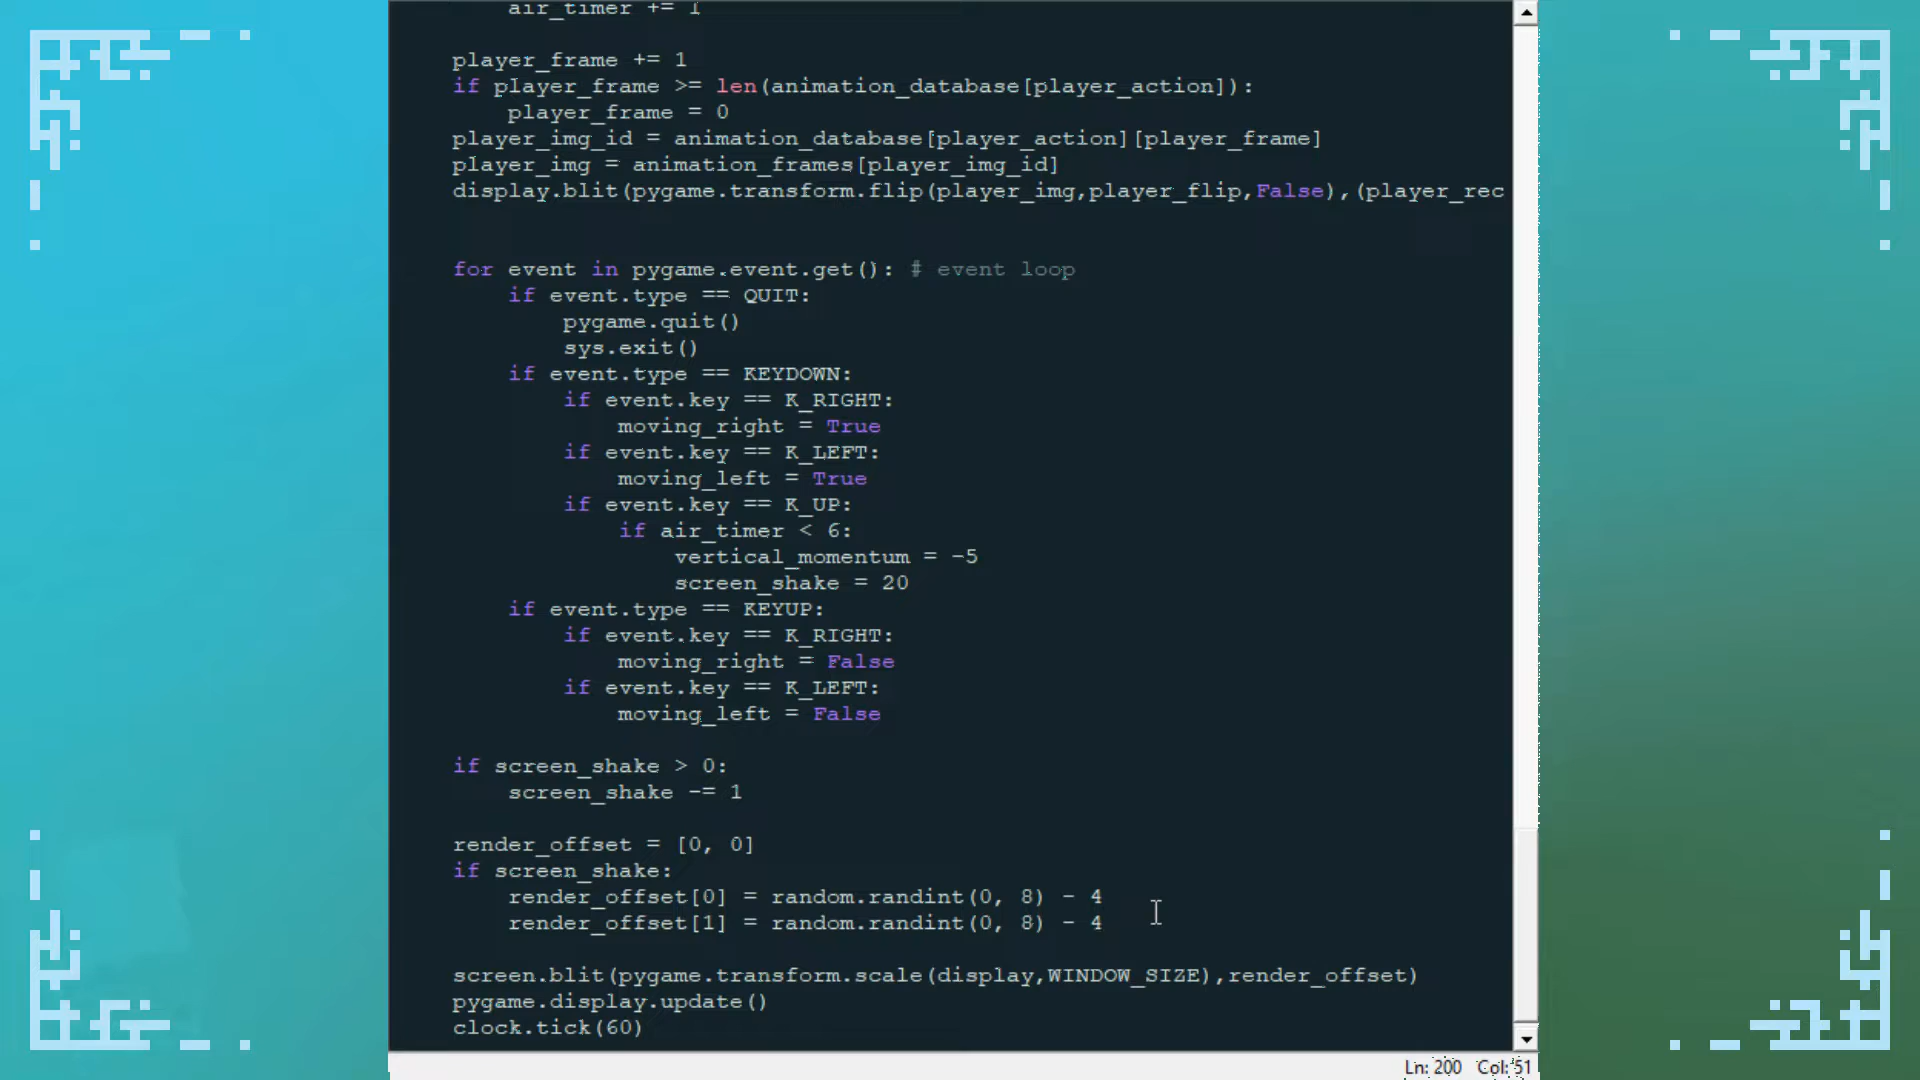 air_timer += 1
player_frame += 1
if player_frame >= len(animation_database[player_action]):
player_frame = 0
player_img_id = animation_database[player_action][player_frame]
player_img = animation_frames[player_img_id]
display.blit(pygame.transform.flip(player_img,player_flip,False),(player_rec
for event in pygame.event.get(): # event loop
if event.type == QUIT:
pygame.quit()
sys.exit()
if event.type == KEYDOWN:
if event.key == K_RIGHT:
moving_right = True
if event.key == K_LEFT:
moving_left = True
if event.key == K_UP:
if air_timer < 6:
vertical_momentum = -5
screen_shake = 20
if event.type == KEYUP:
if event.key == K_RIGHT:
moving_right = False
if event.key == K_LEFT:
moving_left = False
if screen_shake > 0:
screen_shake -= 1
render_offset = [0, 0]
if screen_shake:
render_offset[0] = random.randint(0, 8) - 4
render_offset[1] = random.randint(0, 8) - 4
screen.blit(pygame.transform.scale(display,WINDOW_SIZE),render_offset)
pygame.display.update()
clock.tick(60)
Ln: 200 Col: 51